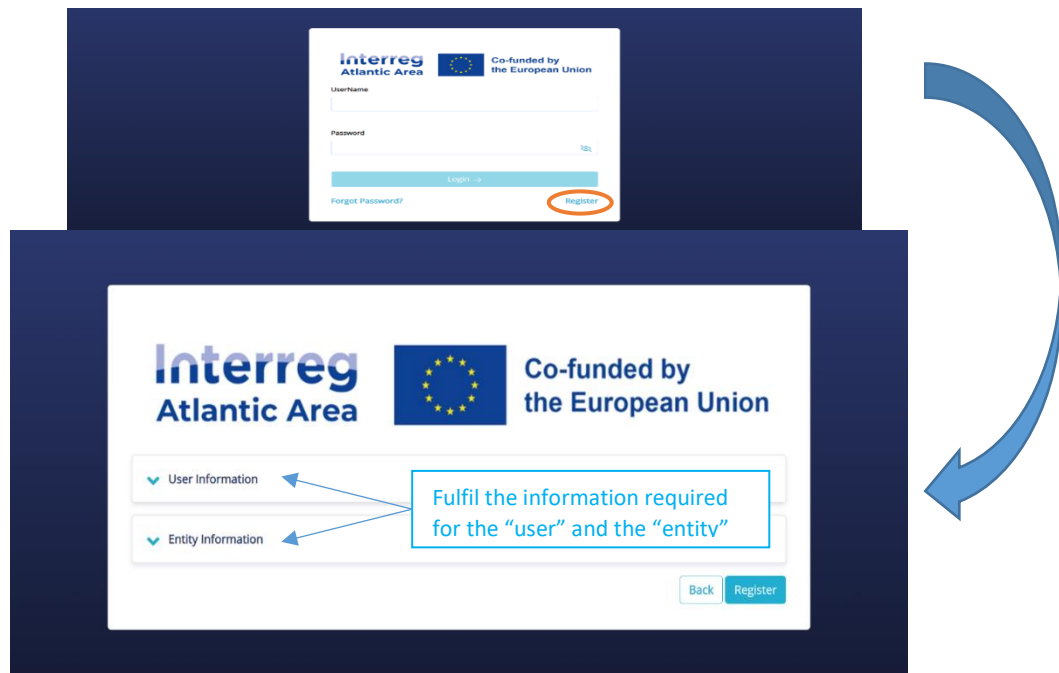 Interreg
Atlantic Area
Co-funded by
the European Union
UserName
Password
Login →
Forgot Password?
Register
Interreg
Atlantic Area
Co-funded by
the European Union
User Information
Fulfil the information required
for the “user” and the “entity”
Entity Information
Back
Register